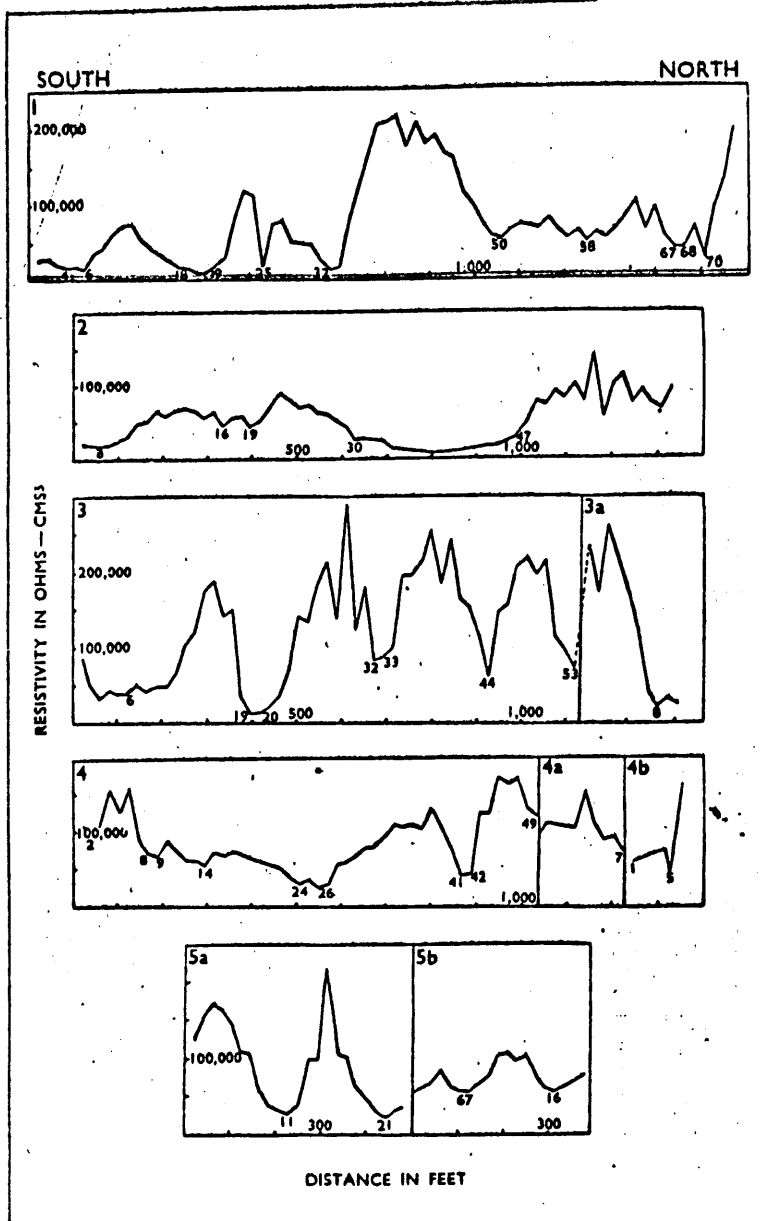 SOUTH NORTH
1
200,000
100,000
50 58 67 68 70
4 6 18 19 25 32 1,000
2
100,000
3 16 19 500 30 1,000 47
3 3a
200,000
100,000
6 19 20 500 32 33 44 1,000 53 8
4 4a 4b
100,000
2 8 9 14 24 26 41 42 1,000 49 7 1 5
5a 5b
100,000
11 300 21 67 16 300
RESISTIVITY IN OHMS—CMSS
DISTANCE IN FEET